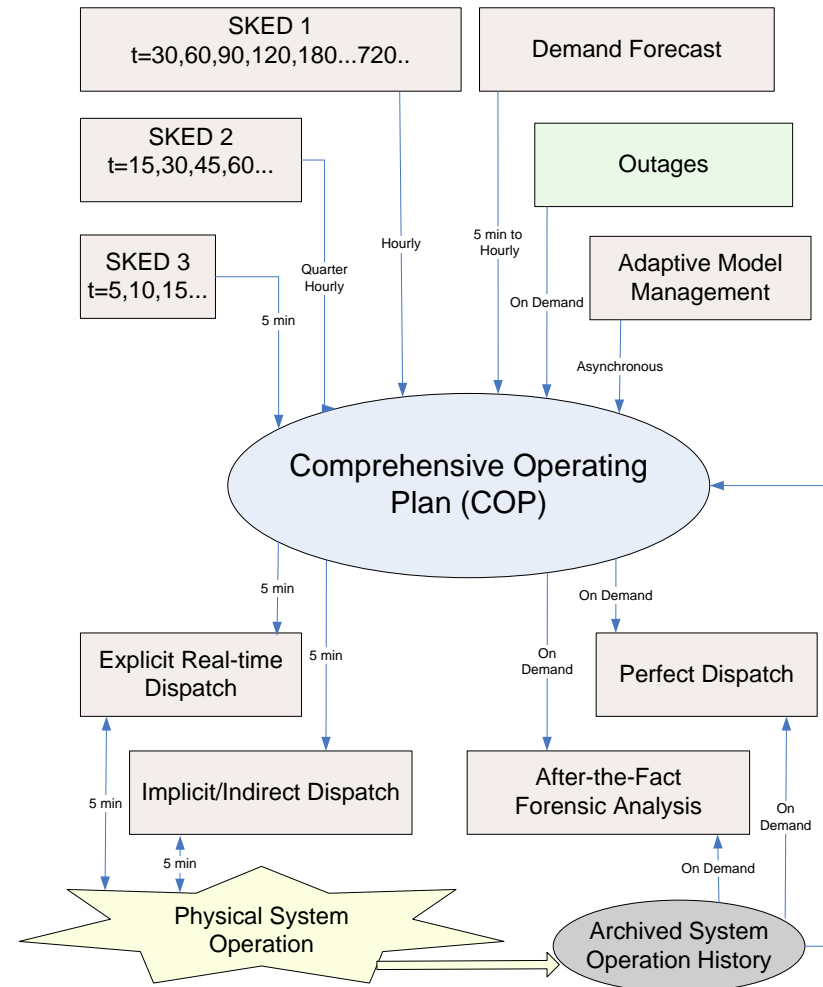 SKED 1
t=30,60,90,120,180...720..
Demand Forecast
SKED 2
t=15,30,45,60...
Outages
SKED 3
t=5,10,15...
Adaptive Model
Management
Hourly
5 min to
Hourly
Quarter
Hourly
On Demand
5 min
Asynchronous
Comprehensive Operating
Plan (COP)
5 min
On Demand
5 min
On
Demand
Explicit Real-time
Dispatch
Perfect Dispatch
Implicit/Indirect Dispatch
After-the-Fact
Forensic Analysis
5 min
On
Demand
5 min
On Demand
Physical System
Operation
Archived System
Operation History